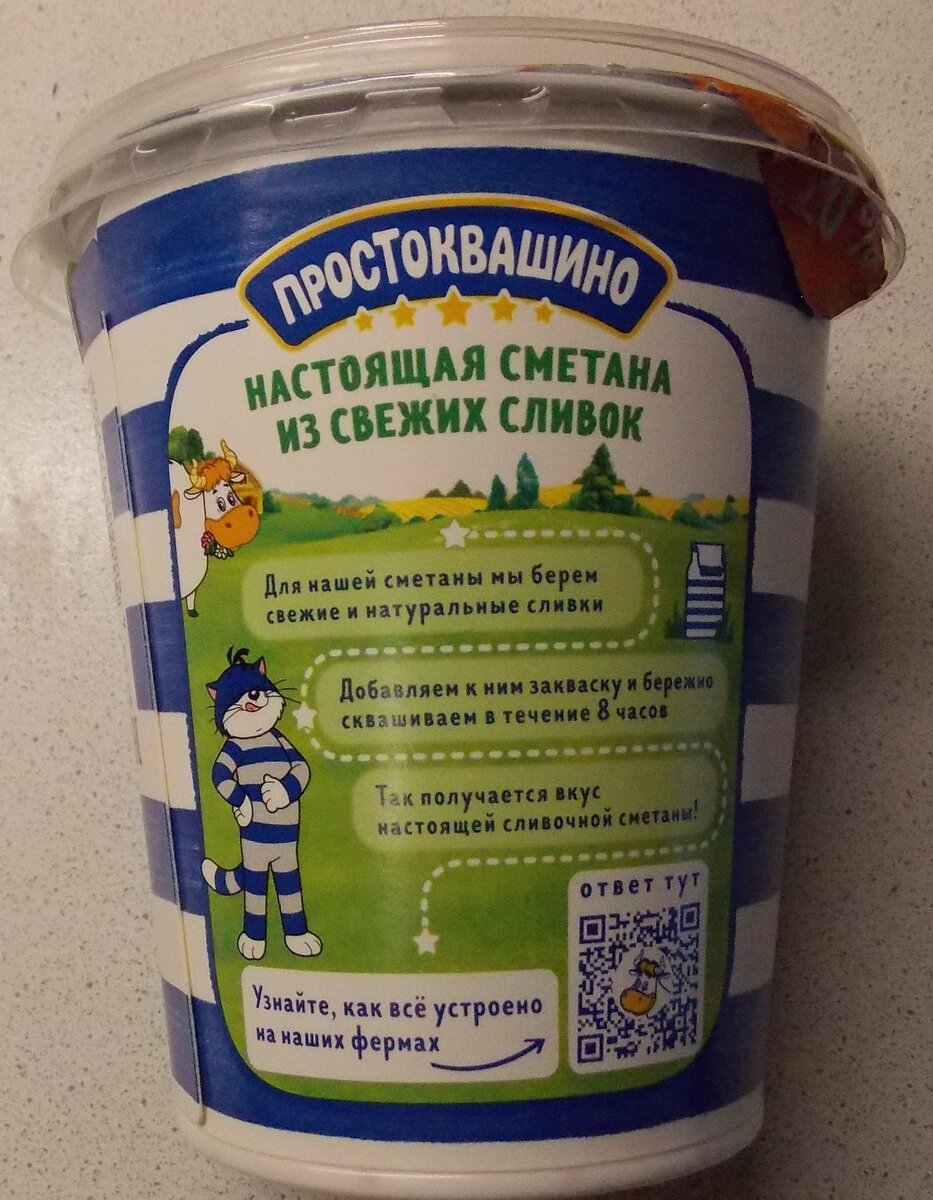 20%
ПРОСТОКВАШИНО
НАСТОЯЩАЯ СМЕТАНА
ИЗ СВЕЖИХ СЛИВОК
Для нашей сметаны мы берем
свежие и натуральные сливки
Добавляем к ним закваску и бережно
сквашиваем в течение 8 часов
Так получается вкус
настоящей сливочной сметаны!
ответ тут
Узнайте, как всё устроено
на наших фермах